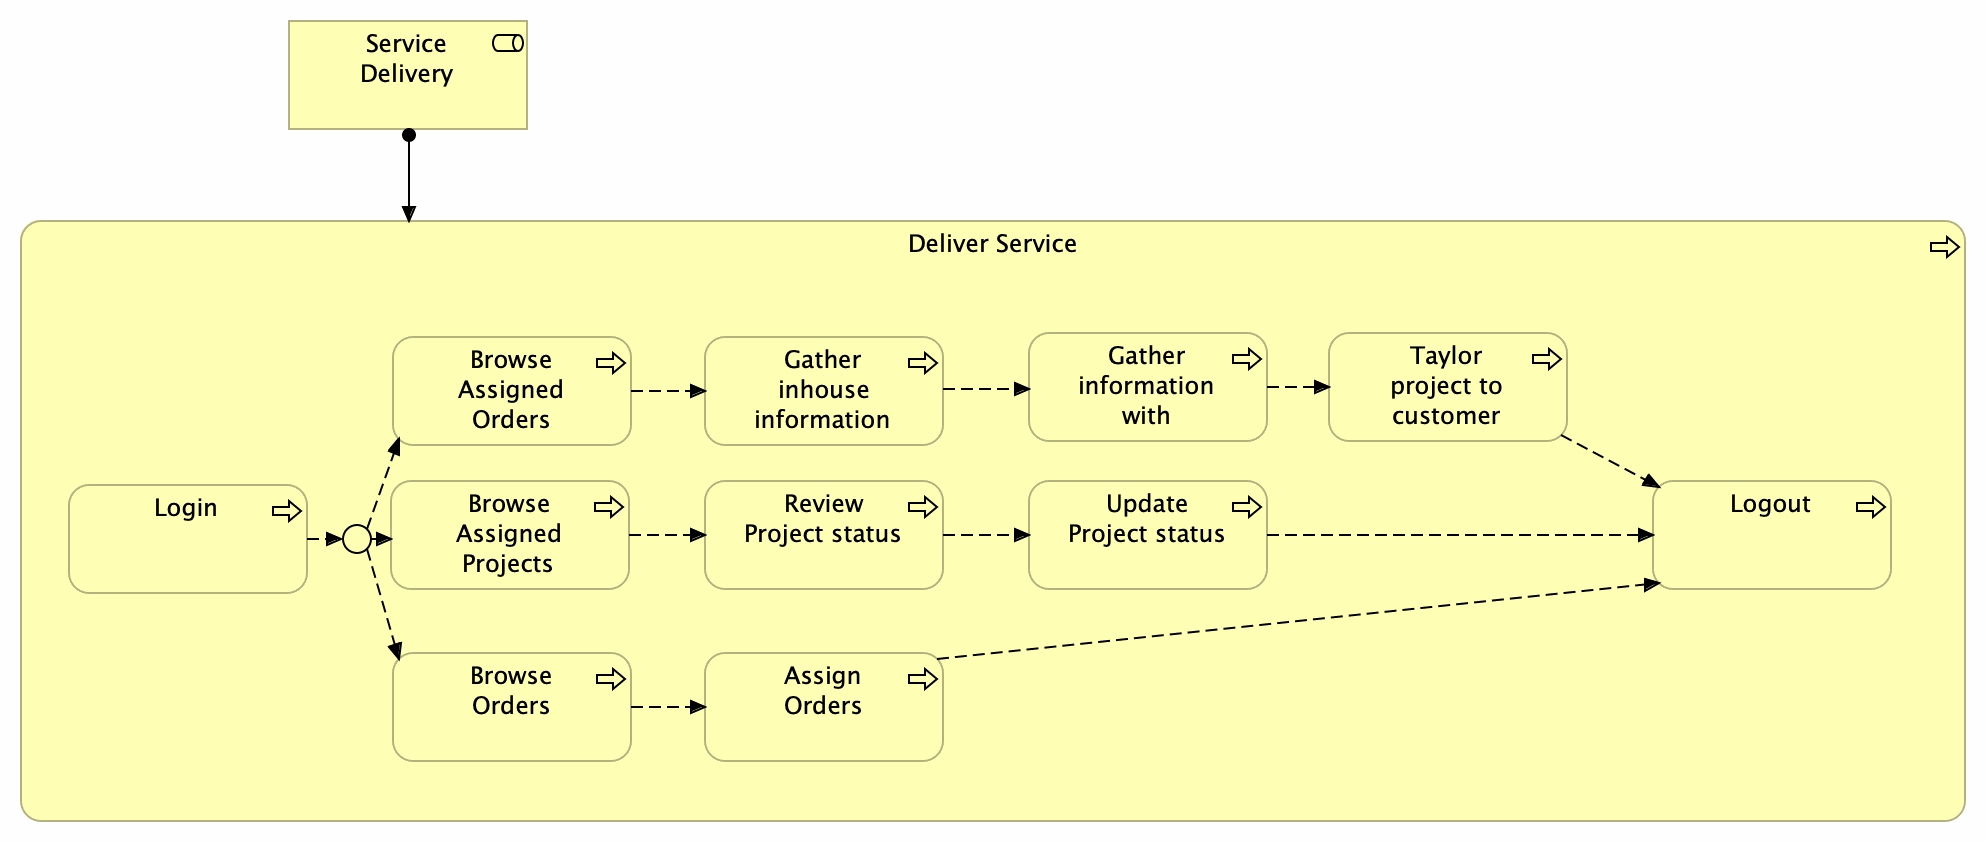 Service
Delivery
Deliver Service
Browse
Assigned
Orders
Gather
inhouse
information
Gather
information
with
Taylor
project to
customer
Login
Browse
Assigned
Projects
Review
Project status
Update
Project status
Logout
Browse
Orders
Assign
Orders